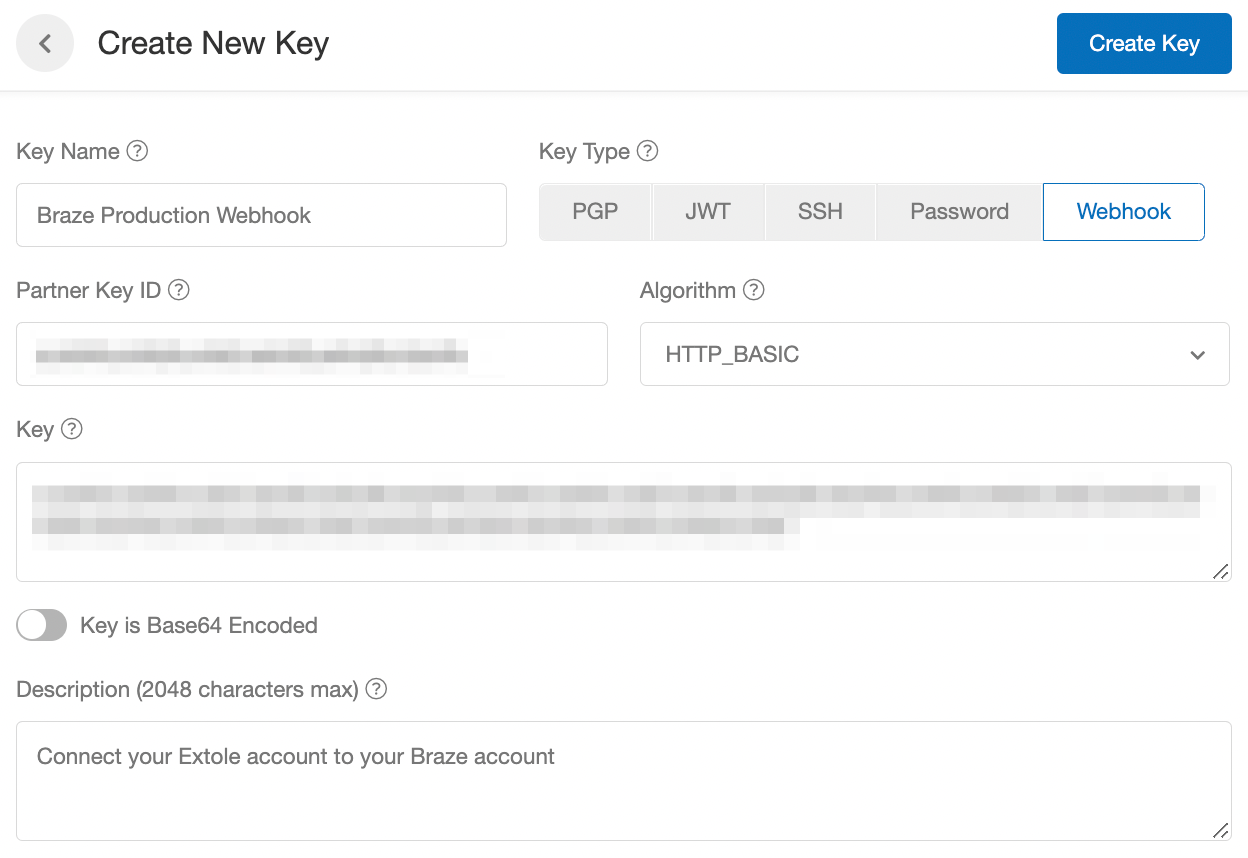 Create New Key
Create Key
Key Name ?
Key Type ?
Braze Production Webhook
PGP
JWT
SSH
Password
Webhook
Partner Key ID ?
Algorithm ?
HTTP_BASIC
Key ?
Key is Base64 Encoded
Description (2048 characters max) ?
Connect your Extole account to your Braze account